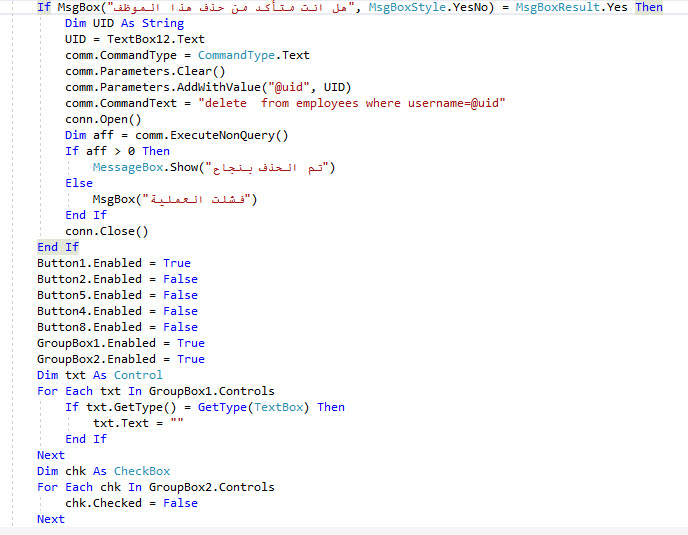 If MsgBox("هل انت متأكد من حذف هذا الموظف", MsgBoxStyle.YesNo) = MsgBoxResult.Yes Then
Dim UID As String
UID = TextBox12.Text
comm.CommandType = CommandType.Text
comm.Parameters.Clear()
comm.Parameters.AddWithValue("@uid", UID)
comm.CommandText = "delete  from employees where username=@uid"
conn.Open()
Dim aff = comm.ExecuteNonQuery()
If aff > 0 Then
MessageBox.Show("تم الحذف بنجاح")
Else
MsgBox("فشلت العملية")
End If
conn.Close()
End If
Button1.Enabled = True
Button2.Enabled = False
Button5.Enabled = False
Button4.Enabled = False
Button8.Enabled = False
GroupBox1.Enabled = True
GroupBox2.Enabled = True
Dim txt As Control
For Each txt In GroupBox1.Controls
If txt.GetType() = GetType(TextBox) Then
txt.Text = ""
End If
Next
Dim chk As CheckBox
For Each chk In GroupBox2.Controls
chk.Checked = False
Next